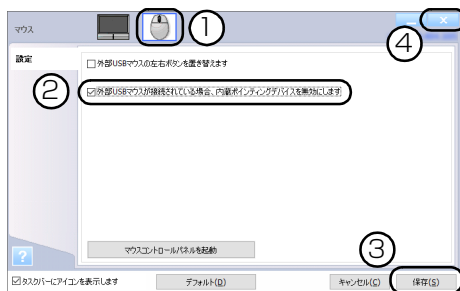 マウス
①
④
設定
外部USBマウスの左右ボタンを置き替えます
②
外部USBマウスが接続されている場合、内蔵ポインティングデバイスを無効にします
マウスコントロールパネルを起動
③
?
タスクバーにアイコンを表示します
デフォルト(D)
キャンセル(C)
保存(S)